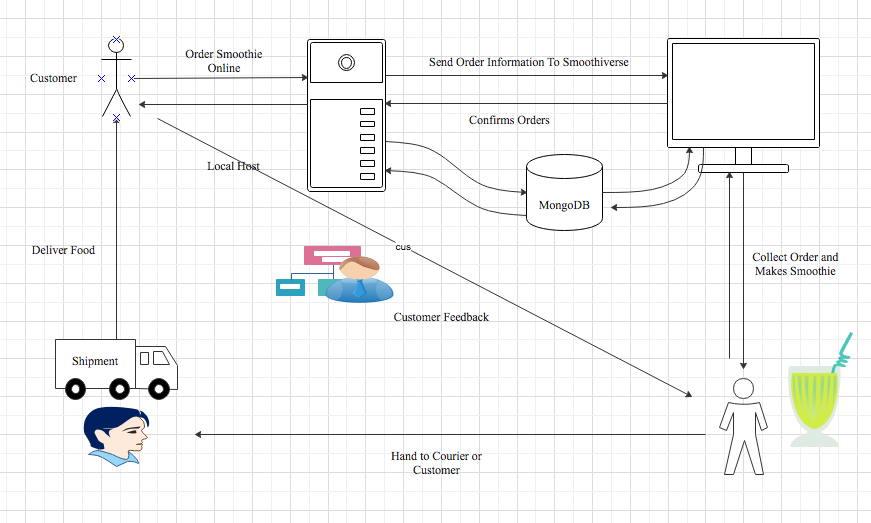 Order Smoothie
Online
Send Order Information To Smoothiverse
Customer
Confirms Orders
Local Host
MongoDB
cus
Deliver Food
Collect Order and
Makes Smoothie
Customer Feedback
Shipment
Hand to Courier or
Customer